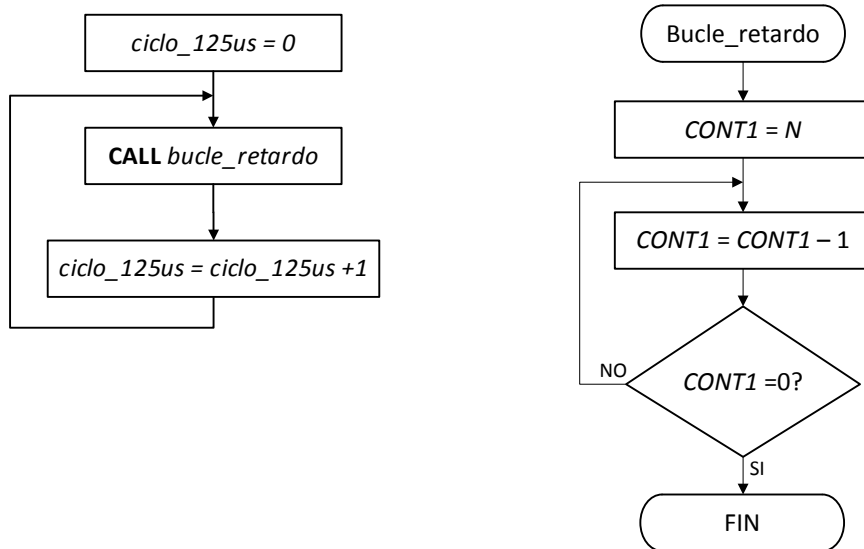 ciclo_125us = 0
CALL bucle_retardo
ciclo_125us = ciclo_125us +1
Bucle_retardo
CONT1 = N
CONT1 = CONT1 – 1
CONT1 =0?
NO
SI
FIN